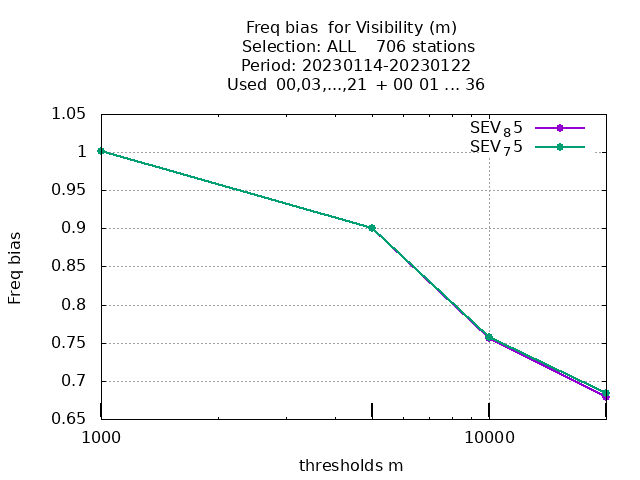 Freq bias  for Visibility (m)
Selection: ALL    706 stations
Period: 20230114-20230122
Used  00,03,...,21  + 00 01 ... 36
1.05
1
0.95
0.9
0.85
0.8
0.75
0.7
0.65
Freq bias
SEV₈5
SEV₇5
1000
10000
thresholds m